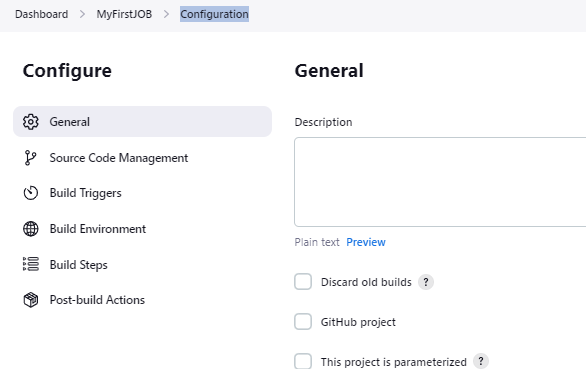 Dashboard > MyFirstJOB > Configuration
Configure
General
Source Code Management
Build Triggers
Build Environment
Build Steps
Post-build Actions
General
Description
Plain text Preview
Discard old builds ?
GitHub project
This project is parameterized ?